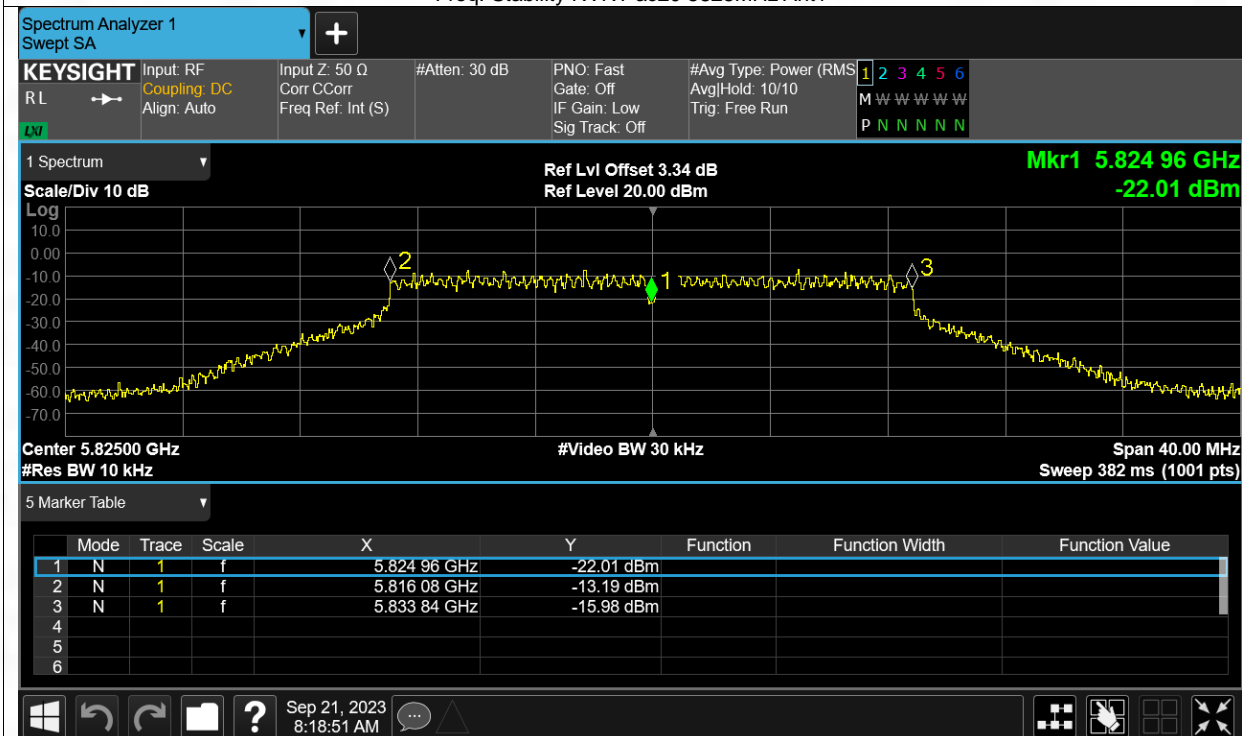 Spectrum Analyzer 1
Swept SA
+
KEYSIGHT
R L
LXI
Input: RF
Coupling: DC
Align: Auto
Input Z: 50 Ω
Corr CCorr
Freq Ref: Int (S)
#Atten: 30 dB
PNO: Fast
Gate: Off
IF Gain: Low
Sig Track: Off
#Avg Type: Power (RMS
Avg|Hold: 10/10
Trig: Free Run
1 2 3 4 5 6
M W W W W W
P N N N N N
1 Spectrum
Scale/Div 10 dB
Ref Lvl Offset 3.34 dB
Ref Level 20.00 dBm
Mkr1 5.824 96 GHz
-22.01 dBm
Log
10.0
0.00
-10.0
-20.0
-30.0
-40.0
-50.0
-60.0
-70.0
2
1
3
Center 5.82500 GHz
#Video BW 30 kHz
Span 40.00 MHz
#Res BW 10 kHz
Sweep 382 ms (1001 pts)
5 Marker Table
Mode Trace Scale X Y Function Function Width Function Value
1 N 1 f 5.824 96 GHz -22.01 dBm
2 N 1 f 5.816 08 GHz -13.19 dBm
3 N 1 f 5.833 84 GHz -15.98 dBm
4
5
6
?
Sep 21, 2023
8:18:51 AM